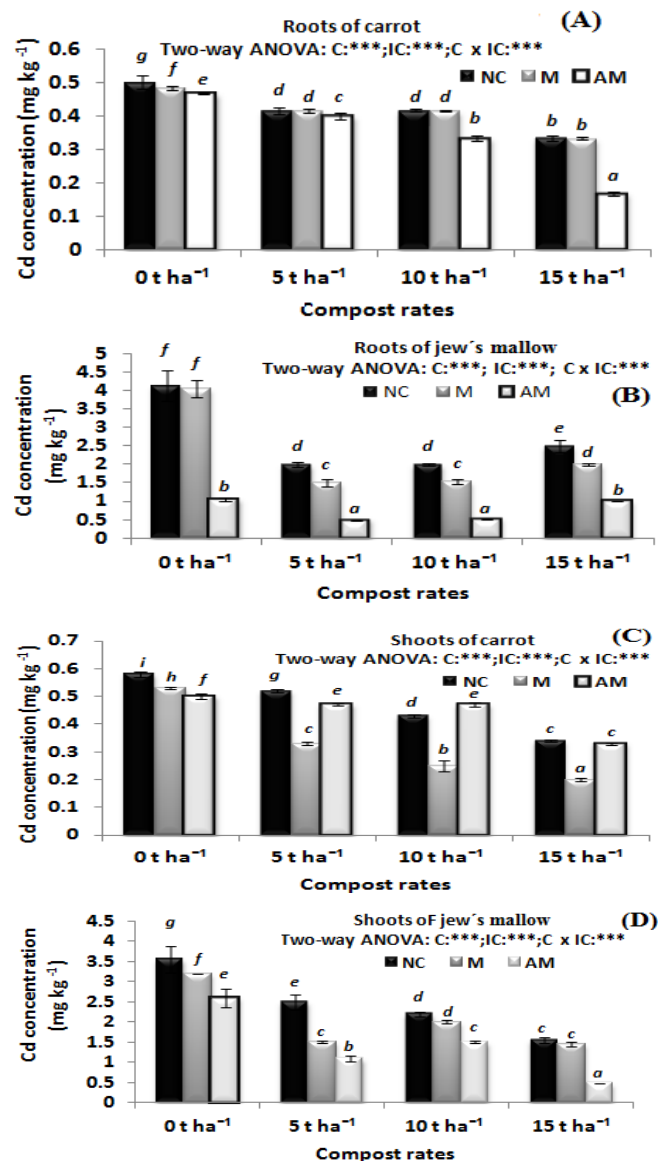 Roots of carrot (A)
Two-way ANOVA: C:***;IC:***;C x IC:***
NC M AM
Cd concentration (mg kg⁻¹)
0.6
0.5
0.4
0.3
0.2
0.1
0
g f e
d d c
d d b
b b a
0 t ha⁻¹ 5 t ha⁻¹ 10 t ha⁻¹ 15 t ha⁻¹
Compost rates
Roots of jew´s mallow
Two-way ANOVA: C:***; IC:***; C x IC:***
NC M AM (B)
Cd concentration
(mg kg⁻¹)
5
4.5
4
3.5
3
2.5
2
1.5
1
0.5
0
f f b
d c a
d c a
e d b
0 t ha⁻¹ 5 t ha⁻¹ 10 t ha⁻¹ 15 t ha⁻¹
Compost rates
Shoots of carrot (C)
Two-way ANOVA: C:***;IC:***;C x IC:***
NC M AM
Cd concentration (mg kg⁻¹)
0.7
0.6
0.5
0.4
0.3
0.2
0.1
0
i h f
g c e
d b e
c a c
0 t ha⁻¹ 5 t ha⁻¹ 10 t ha⁻¹ 15 t ha⁻¹
Compost rates
Shoots oF jew´s mallow (D)
Two-way ANOVA: C:***;IC:***;C x IC:***
NC M AM
Cd concentration
(mg kg⁻¹)
4.5
4
3.5
3
2.5
2
1.5
1
0.5
0
g f e
e c b
d d c
c c a
0 t ha⁻¹ 5 t ha⁻¹ 10 t ha⁻¹ 15 t ha⁻¹
Compost rates